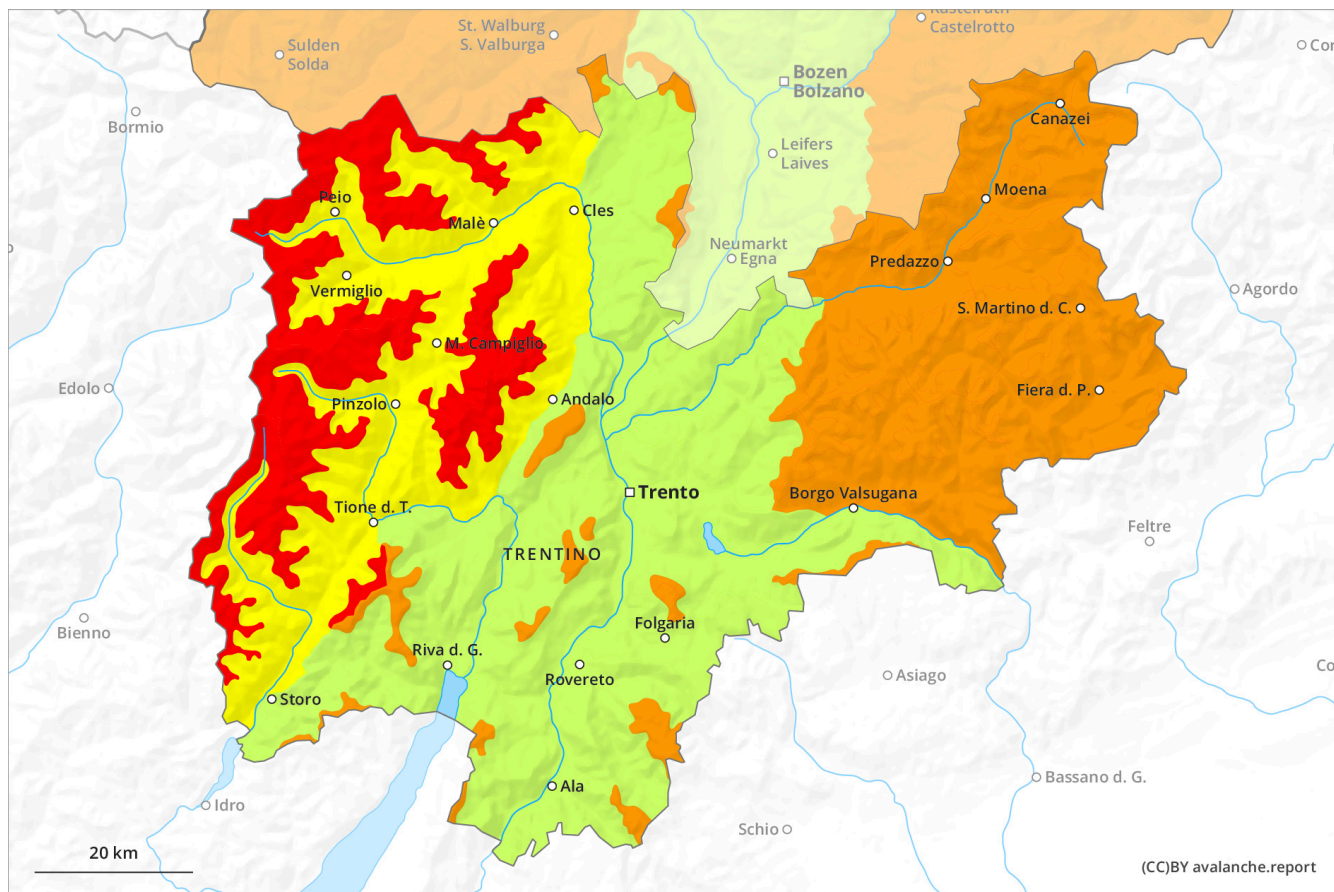 Kastelruth
Castelrotto
St. Walburg
S. Valburga
Sulden
Solda
Bozen
Bolzano
Bormio
Canazei
Leifers
Laives
Moena
Peio
Malè
Cles
Neumarkt
Egna
Predazzo
Vermiglio
Agordo
S. Martino d. C.
M. Campiglio
Edolo
Fiera d. P.
Pinzolo
Andalo
Trento
Borgo Valsugana
Tione d. T.
Feltre
TRENTINO
Bienno
Folgaria
Riva d. G.
Rovereto
Asiago
Storo
Bassano d. G.
Ala
Idro
Schio
20 km
(CC)BY avalanche.report